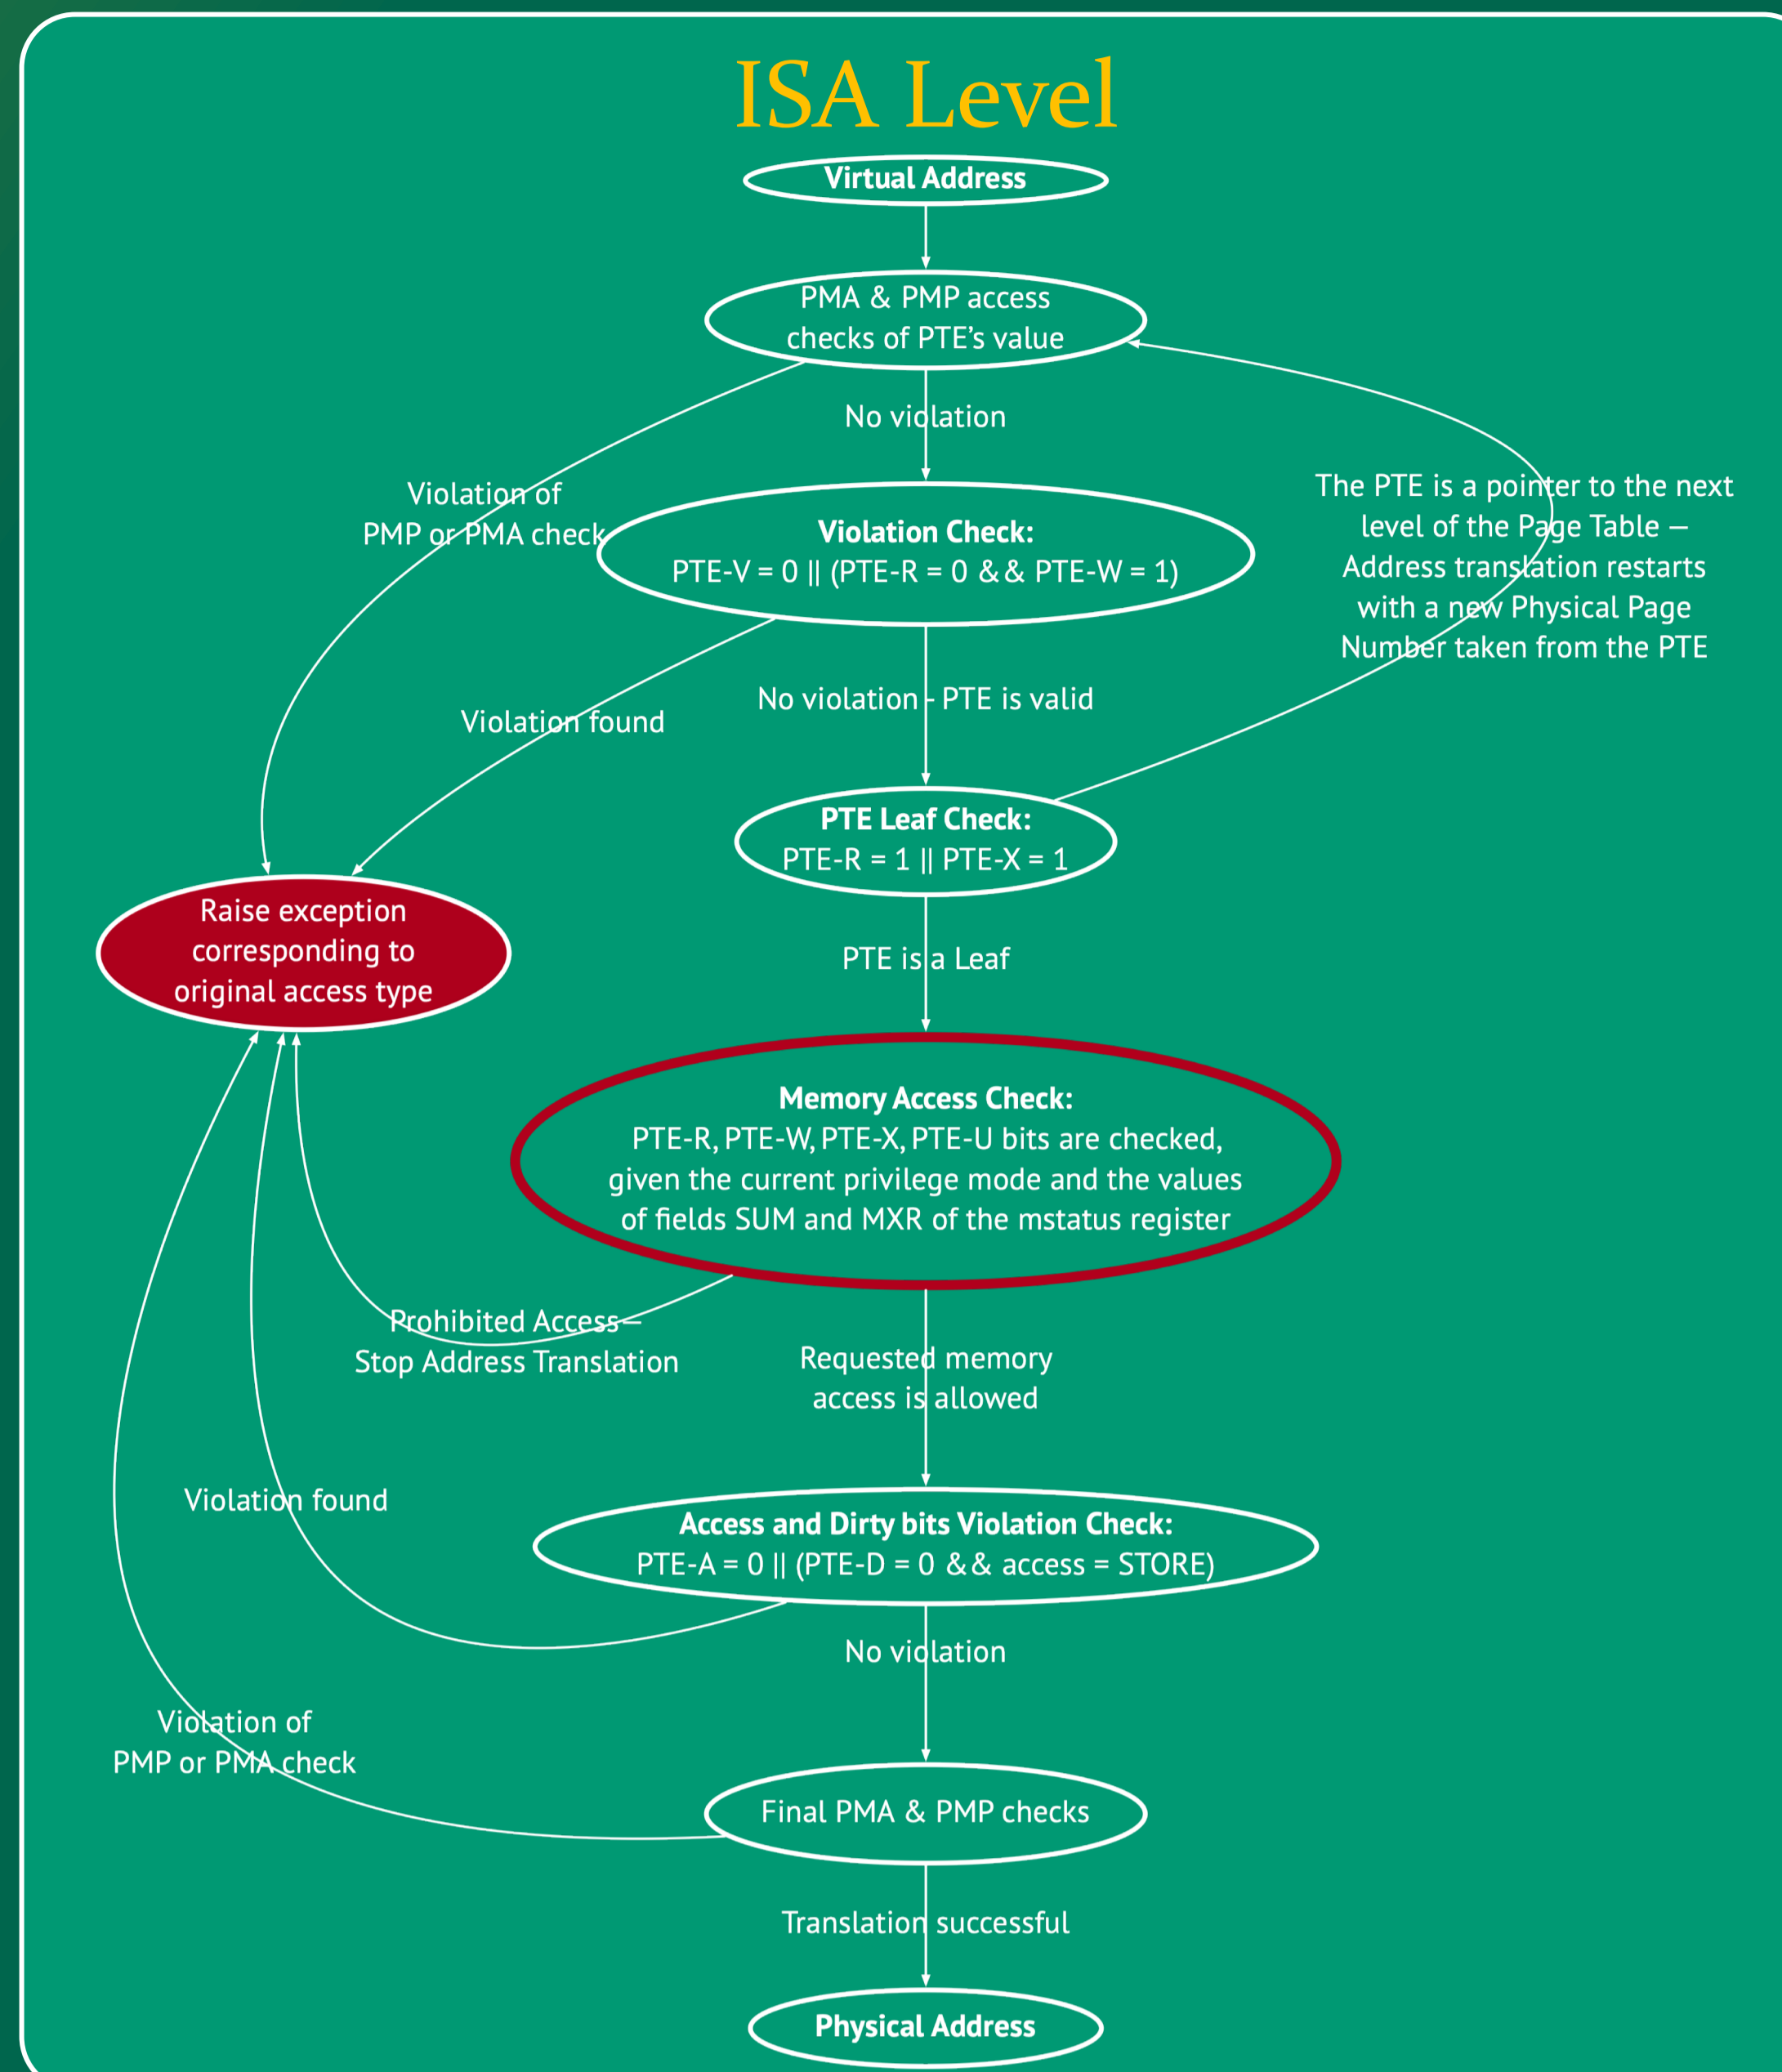 ISA Level
Virtual Address
PMA & PMP access
checks of PTE’s value
No violation
Violation of
PMP or PMA check
The PTE is a pointer to the next
level of the Page Table —
Address translation restarts
with a new Physical Page
Number taken from the PTE
Violation Check:
PTE-V = 0 || (PTE-R = 0 && PTE-W = 1)
Violation found
No violation - PTE is valid
PTE Leaf Check:
PTE-R = 1 || PTE-X = 1
Raise exception
corresponding to
original access type
PTE is a Leaf
Memory Access Check:
PTE-R, PTE-W, PTE-X, PTE-U bits are checked,
given the current privilege mode and the values
of fields SUM and MXR of the mstatus register
Prohibited Access—
Stop Address Translation
Requested memory
access is allowed
Violation found
Access and Dirty bits Violation Check:
PTE-A = 0 || (PTE-D = 0 && access = STORE)
No violation
Violation of
PMP or PMA check
Final PMA & PMP checks
Translation successful
Physical Address